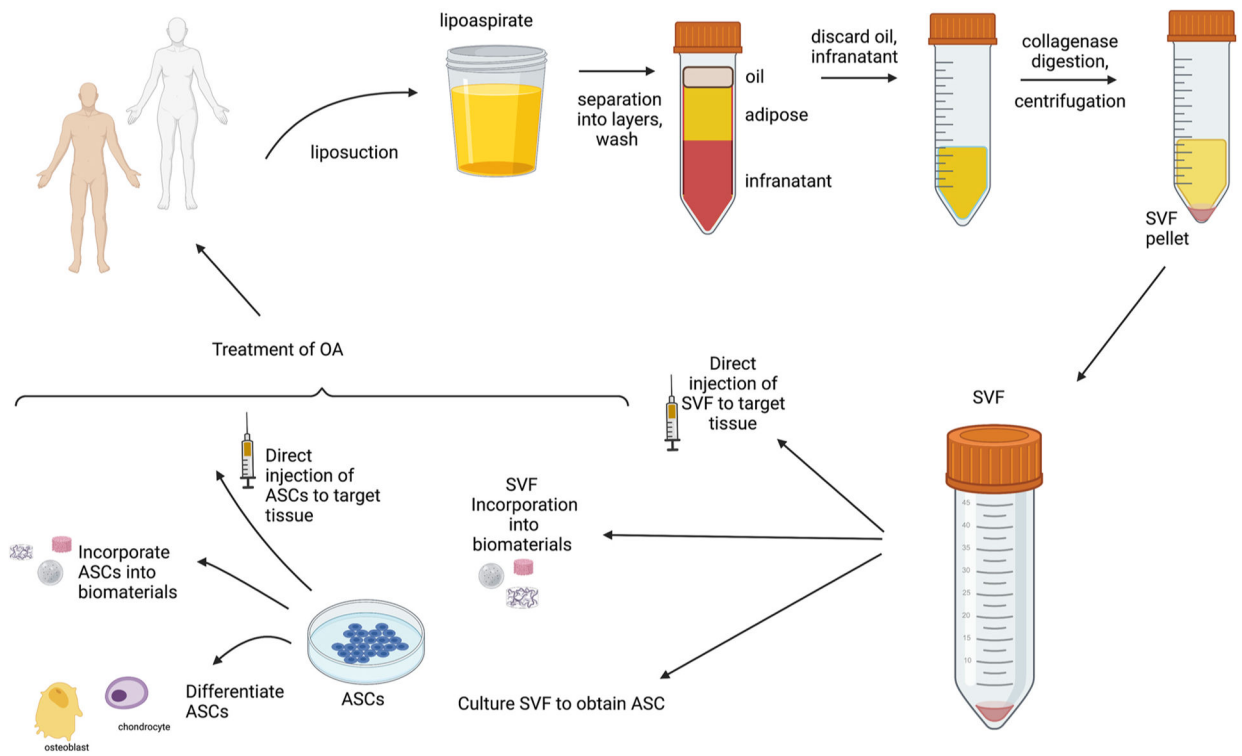 lipoaspirate
liposuction
separation
into layers,
wash
oil
adipose
infranatant
discard oil,
infranatant
collagenase
digestion,
centrifugation
SVF
pellet
Treatment of OA
Direct
injection of
SVF to target
tissue
SVF
45
40
35
30
25
20
15
10
Direct
injection of
ASCs to target
tissue
SVF
Incorporation
into
biomaterials
Incorporate
ASCs into
biomaterials
Differentiate
ASCs
ASCs
Culture SVF to obtain ASC
chondrocyte
osteoblast